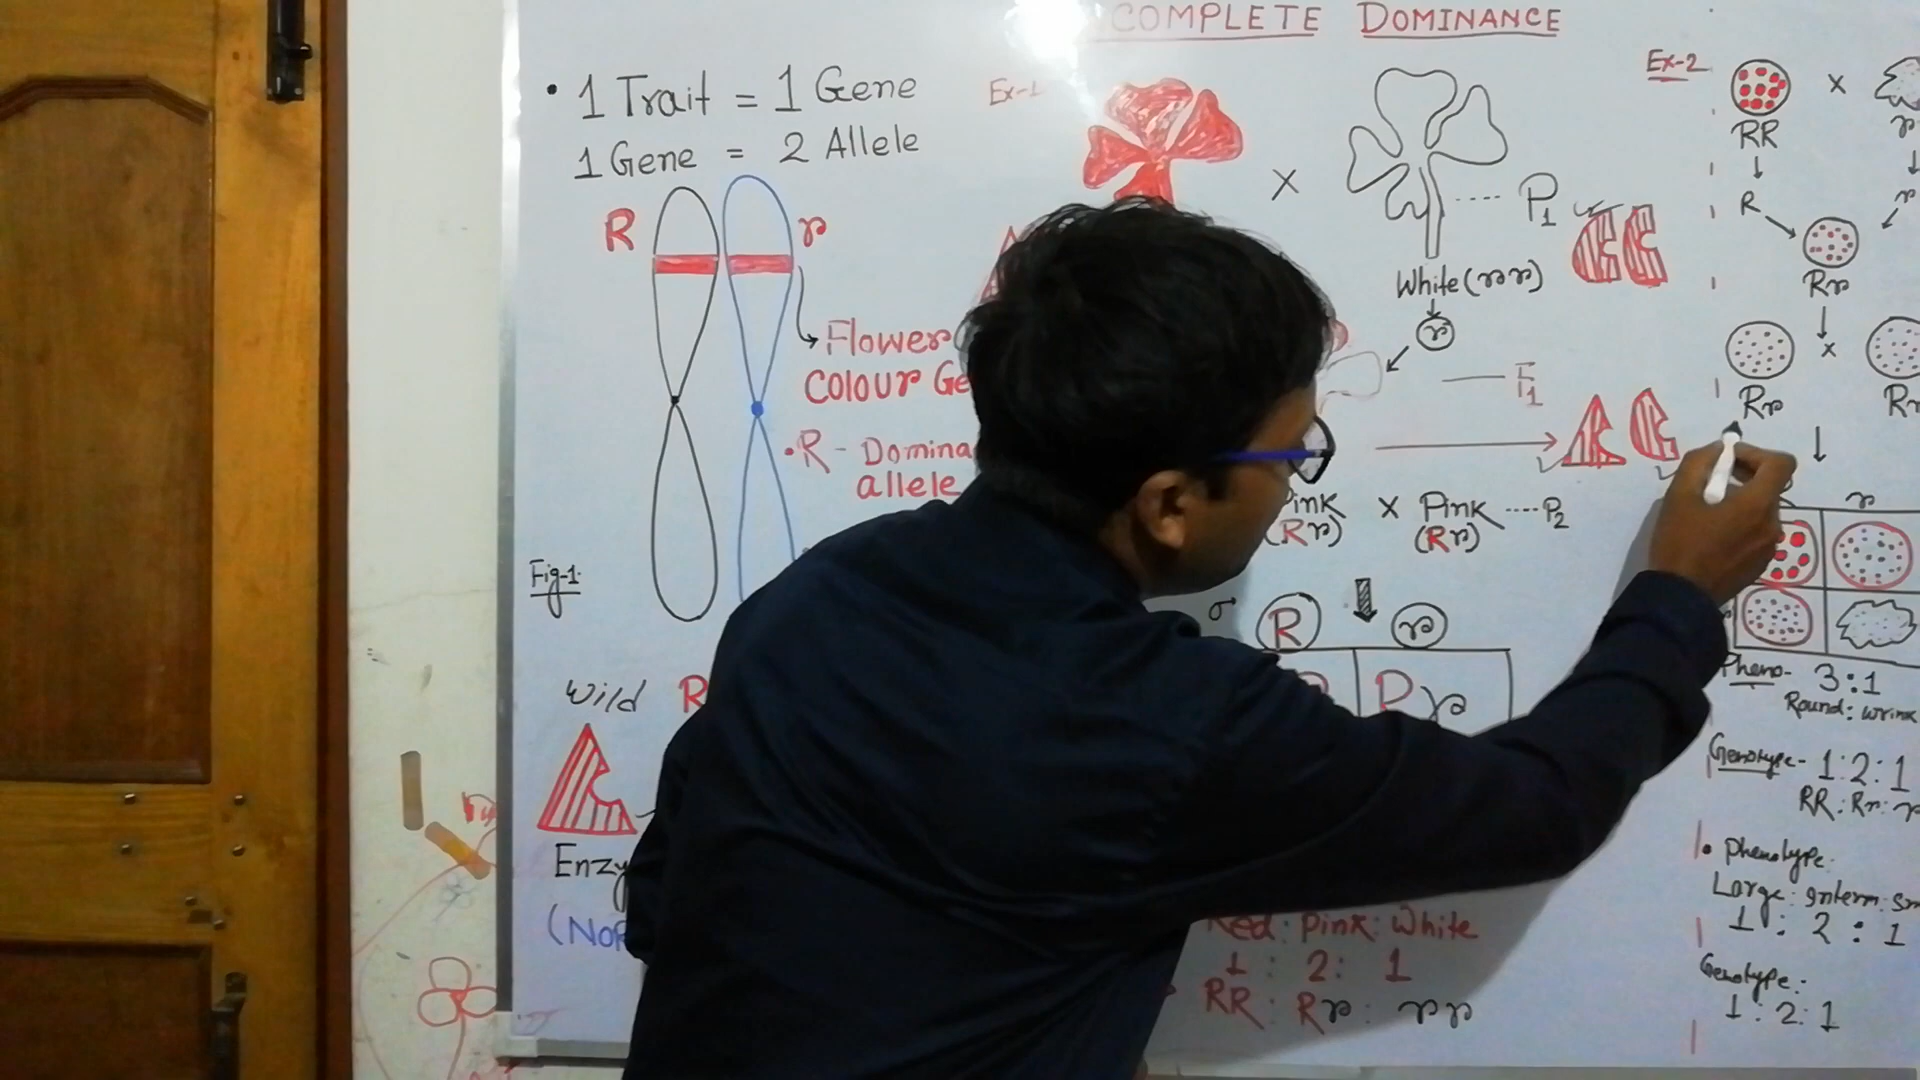 COMPLETE DOMINANCE
• 1 Trait = 1 Gene
1 Gene = 2 Allele
R r
Flower
Colour Ge
• R - Domina
allele
Fig-1
Wild R
Enzy
(NOR
Ex-1
X
P1
White (rr)
r
F1
Pink X Pink ---- P2
(Rr) (Rr)
♂ R r
Rr
Red: Pink: White
1 : 2 : 1
RR : Rr : rr
Ex-2
X
RR r
R r
Rr
X
Rr Rr
r
Pheno- 3:1
Round: wrink
Genotype- 1:2:1
RR: Rr: r
• Phenotype-
Large: Interm: Sm
1 : 2 : 1
Genotype:-
1 : 2 : 1